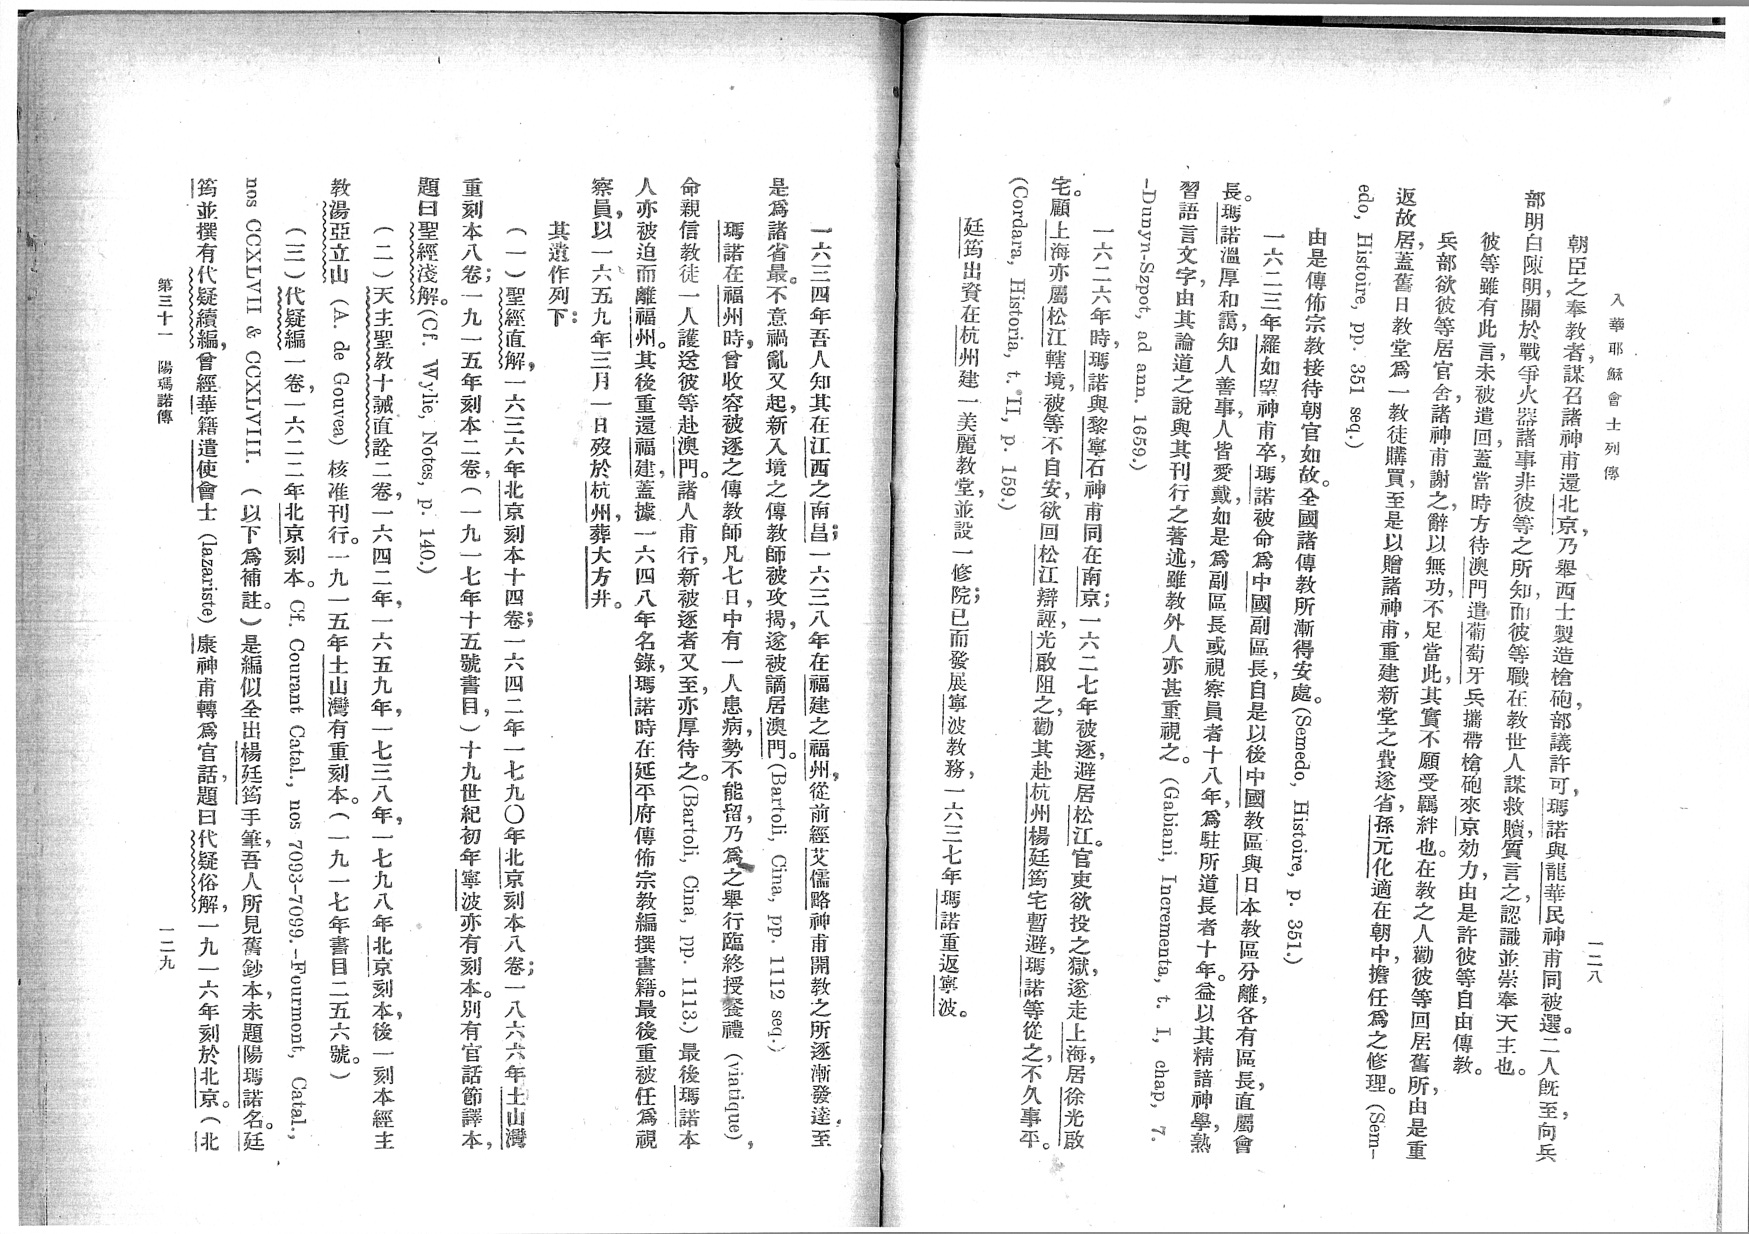 入華耶穌會士列傳
一二八
朝臣之奉教者，謀召諸神甫還北京，乃舉西士製造槍砲，部議許可，瑪諾與龍華民神甫同被選。二人既至，向兵
部明白陳明，關於戰爭火器諸事非彼等之所知，而彼等職在教世人謀救贖，質言之，認識並崇奉天主也。
彼等雖有此言，未被遣回，蓋當時方待澳門遣葡萄牙兵攜帶槍砲來京効力，由是許彼等自由傳教。
兵部欲彼等居官舍，諸神甫謝之，辭以無功，不足當此，其實不願受羈絆也。在教之人勸彼等回居舊所，由是重
返故居，蓋舊日教堂爲一教徒購買，至是以贈諸神甫，重建新堂之費遂省，孫元化適在朝中擔任爲之修理。(Sem-
edo, Histoire, pp. 351 seq.)
由是傳佈宗教接待朝官如故。全國諸傳教所漸得安處。(Semedo, Histoire, p. 351.)
一六二三年羅如望神甫卒，瑪諾被命爲中國副區長，自是以後中國教區與日本教區分離，各有區長，直屬會
長。瑪諾溫厚和靄，知人善事，人皆愛戴，如是爲副區長或視察員者十八年，爲駐所道長者十年。益以其精諳神學，熟
習語言文字，由其論道之說與其刊行之著述，雖教外人亦甚重視之。(Gabiani, Incrementa, t. I, chap, 7.
-Dunyn-Szpot, ad ann. 1659.)
一六二六年時，瑪諾與黎寧石神甫同在南京；一六二七年被逐，避居松江。官吏欲投之獄，遂走上海，居徐光啟
宅。顧上海亦屬松江轄境，被等不自安，欲回松江辯誣，光啟阻之，勸其赴杭州楊廷筠宅暫避，瑪諾等從之，不久事平。
(Cordara, Historia, t. II, p. 159.)
廷筠出資在杭州建一美麗教堂，並設一修院；已而發展寧波教務，一六三七年瑪諾重返寧波。
一六三四年吾人知其在江西之南昌；一六三八年在福建之福州，從前經艾儒略神甫開教之所逐漸發達，至
是爲諸省最。不意禍亂又起，新入境之傳教師被攻揭，遂被謫居澳門。(Bartoli, Cina, pp. 1112 seq.)
瑪諾在福州時，曾收容被逐之傳教師凡七日，中有一人患病，勢不能留，乃爲之舉行臨終授餐禮 (viatique)，
命親信教徒一人護送彼等赴澳門。諸人甫行，新被逐者又至，亦厚待之。(Bartoli, Cina, pp. 1113.) 最後瑪諾本
人亦被迫而離福州。其後重還福建，蓋據一六四八年名錄，瑪諾時在延平府傳佈宗教編撰書籍。最後重被任爲視
察員，以一六五九年三月一日歿於杭州，葬大方井。
其遺作列下：
(一)聖經直解，一六三六年北京刻本十四卷；一六四二年一七九〇年北京刻本八卷；一八六六年土山灣
重刻本八卷；一九一五年刻本二卷，(一九一七年十五號書目，)十九世紀初年寧波亦有刻本。別有官話節譯本，
題曰聖經淺解。(Cf. Wylie, Notes, p. 140.)
(二)天主聖教十誡直詮二卷，一六四二年，一六五九年，一七三八年，一七九八年北京刻本，後一刻本經主
教湯亞立山 (A. de Gouvea) 核准刊行。一九一五年土山灣有重刻本。(一九一七年書目二五六號。)
(三)代疑編一卷，一六二二年北京刻本。Cf. Courant Catal., nos 7093-7099.-Fourmont, Catal.,
nos CCXLVII & CCXLVIII. (以下爲補註。)是編似全出楊廷筠手筆，吾人所見舊鈔本，未題陽瑪諾名。廷
筠並撰有代疑續編，曾經華籍遣使會士 (lazariste) 康神甫轉爲官話，題曰代疑俗解，一九一六年刻於北京。(北
第三十一　陽瑪諾傳
一二九